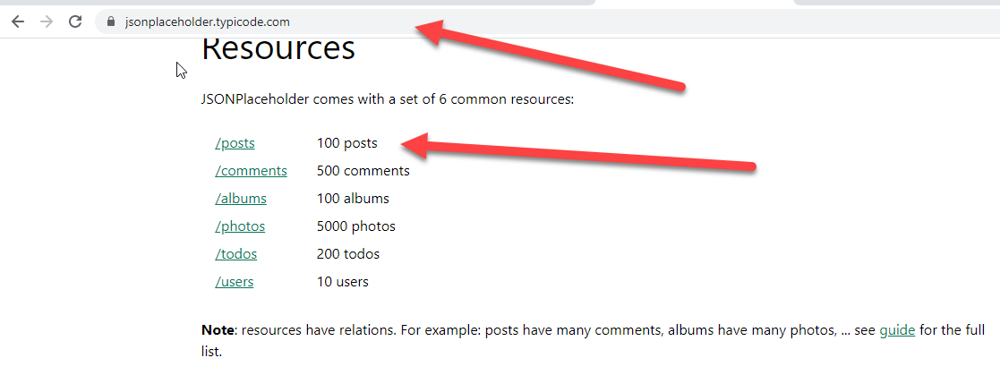 jsonplaceholder.typicode.com
Resources
JSONPlaceholder comes with a set of 6 common resources:
/posts 100 posts
/comments 500 comments
/albums 100 albums
/photos 5000 photos
/todos 200 todos
/users 10 users
Note: resources have relations. For example: posts have many comments, albums have many photos, ... see guide for the full
list.